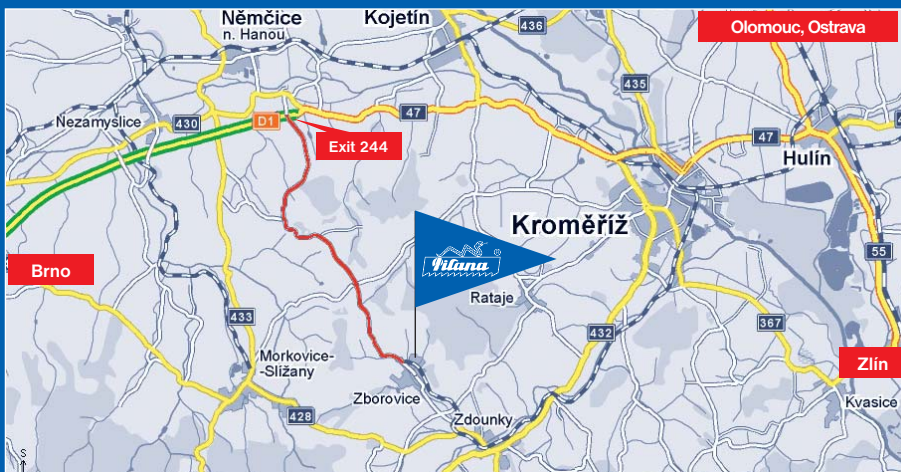 Němčice
n. Hanou
Kojetín
436
Olomouc, Ostrava
435
Nezamyslice
430
D1
47
Exit 244
47
Hulín
Kroměříž
Pilana
®
55
Brno
Rataje
433
432
367
Morkovice-
-Slížany
Zlín
Zborovice
Kvasice
428
Zdounky
S